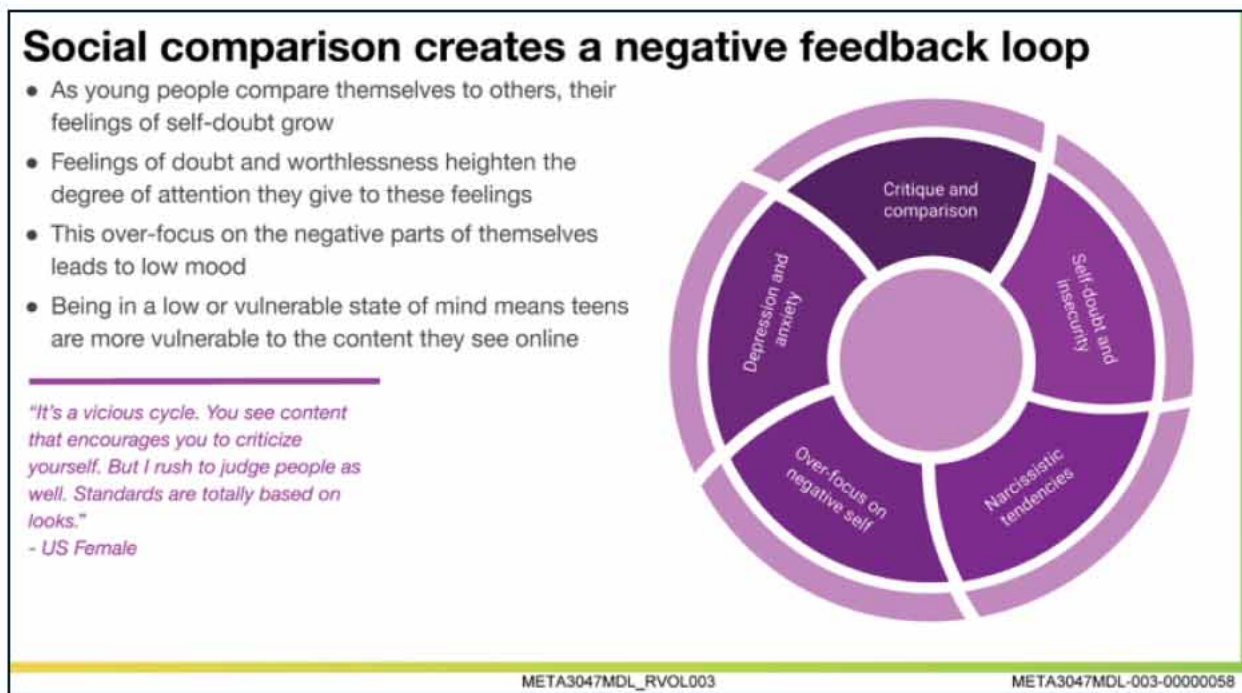 Social comparison creates a negative feedback loop
● As young people compare themselves to others, their
feelings of self-doubt grow
● Feelings of doubt and worthlessness heighten the
degree of attention they give to these feelings
● This over-focus on the negative parts of themselves
leads to low mood
● Being in a low or vulnerable state of mind means teens
are more vulnerable to the content they see online
“It's a vicious cycle. You see content
that encourages you to criticize
yourself. But I rush to judge people as
well. Standards are totally based on
looks.”
- US Female
Critique and
comparison
Self-doubt and
insecurity
Narcissistic
tendencies
Over-focus on
negative self
Depression and
anxiety
META3047MDL_RVOL003
META3047MDL-003-00000058